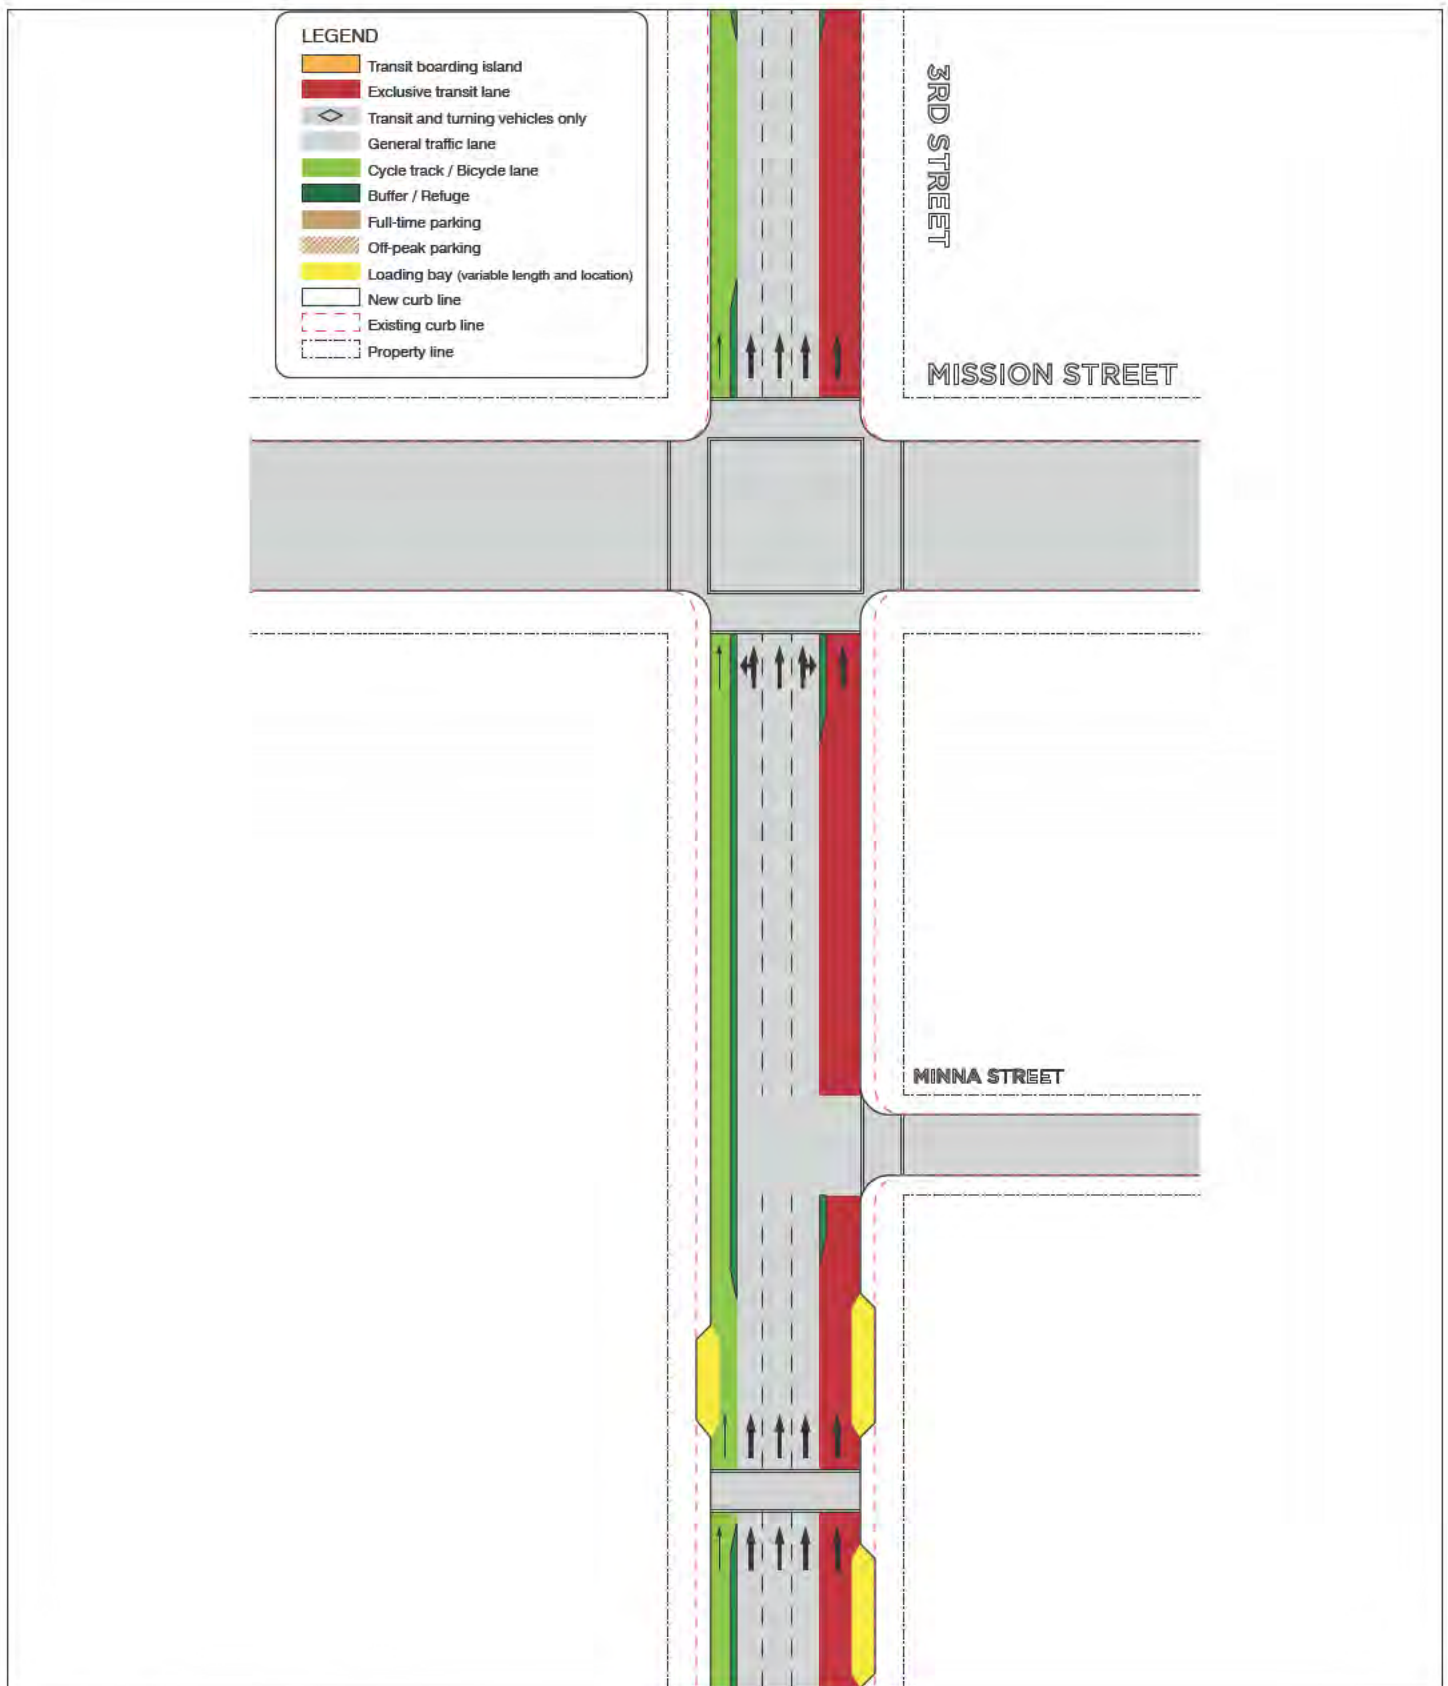 LEGEND
Transit boarding island
Exclusive transit lane
Transit and turning vehicles only
General traffic lane
Cycle track / Bicycle lane
Buffer / Refuge
Full-time parking
Off-peak parking
Loading bay (variable length and location)
New curb line
Existing curb line
Property line
3RD STREET
MISSION STREET
MINNA STREET